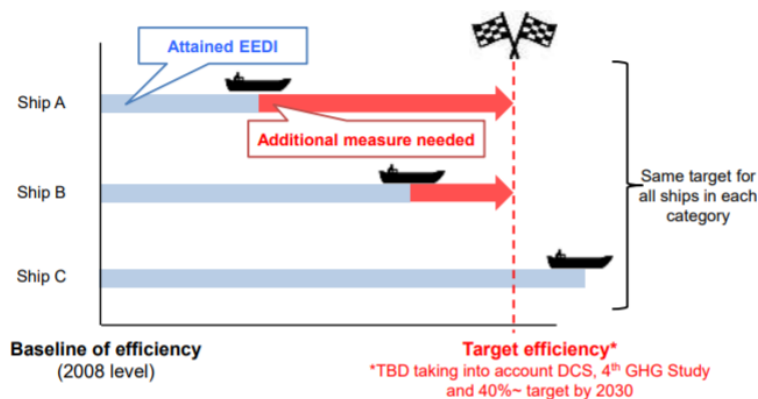 Attained EEDI
Ship A
Additional measure needed
Ship B
Same target for
all ships in each
category
Ship C
Baseline of efficiency
(2008 level)
Target efficiency*
*TBD taking into account DCS, 4th GHG Study
and 40%~ target by 2030